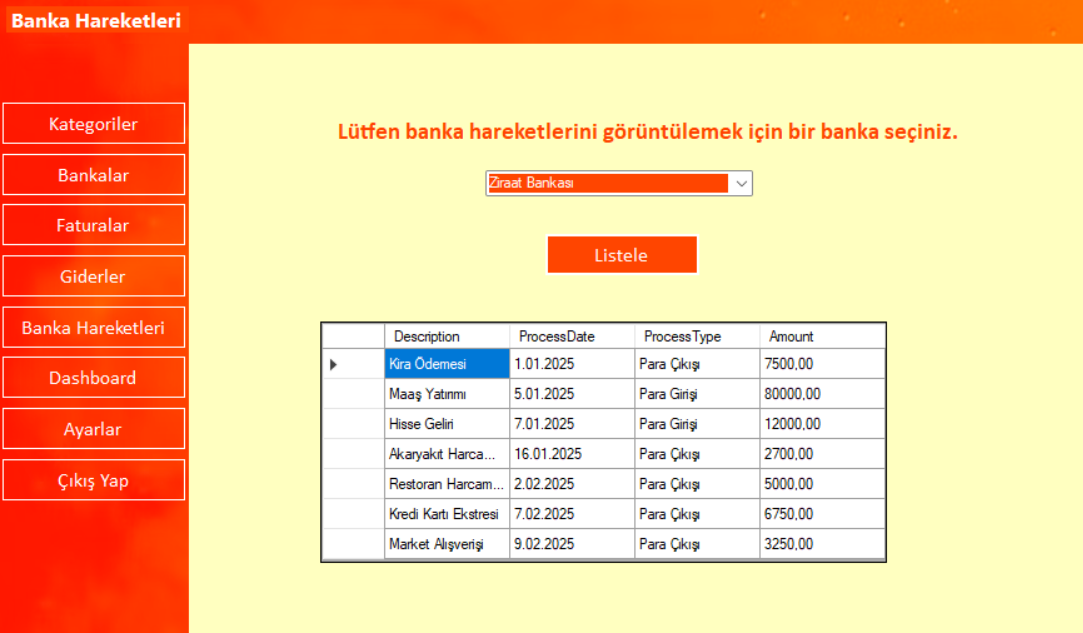 Banka Hareketleri
Kategoriler
Bankalar
Faturalar
Giderler
Banka Hareketleri
Dashboard
Ayarlar
Çıkış Yap
Lütfen banka hareketlerini görüntülemek için bir banka seçiniz.
Ziraat Bankası
Listele
Description ProcessDate ProcessType Amount
Kira Ödemesi 1.01.2025 Para Çıkışı 7500,00
Maaş Yatırımı 5.01.2025 Para Girişi 80000,00
Hisse Geliri 7.01.2025 Para Girişi 12000,00
Akaryakıt Harca... 16.01.2025 Para Çıkışı 2700,00
Restoran Harcam... 2.02.2025 Para Çıkışı 5000,00
Kredi Kartı Ekstresi 7.02.2025 Para Çıkışı 6750,00
Market Alışverişi 9.02.2025 Para Çıkışı 3250,00